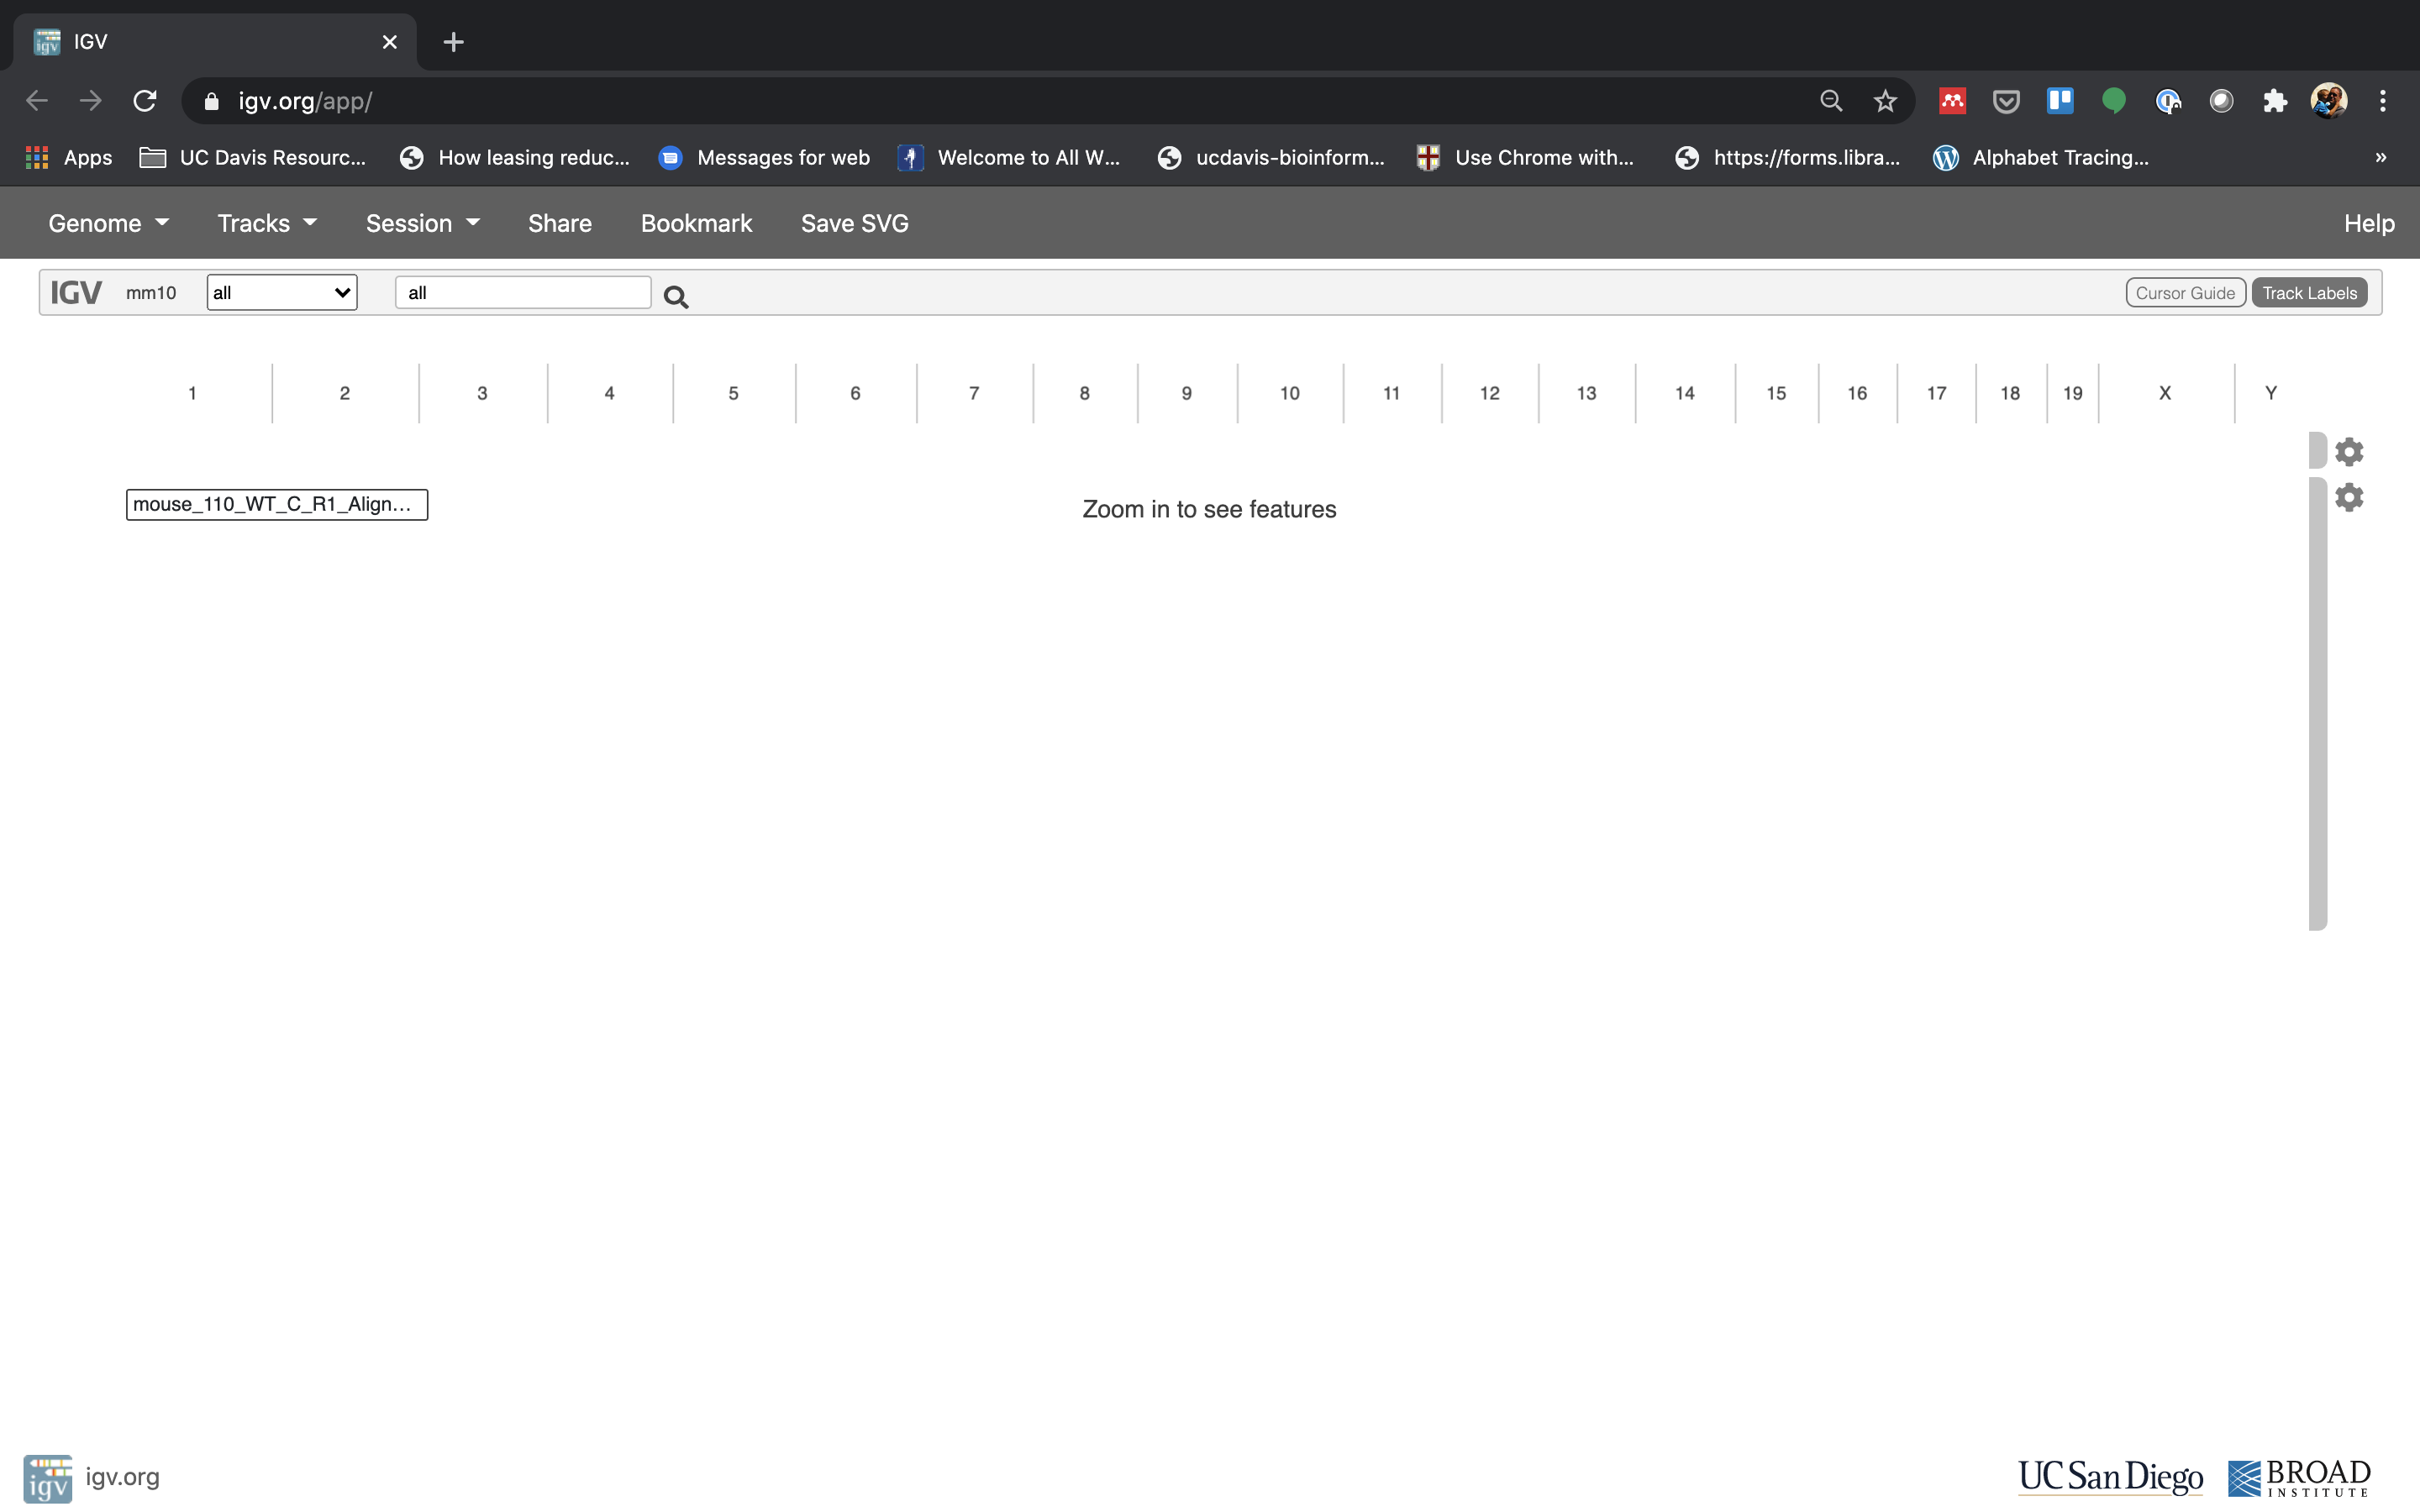 IGV
igv.org/app/
Apps UC Davis Resourc... How leasing reduc... Messages for web Welcome to All W... ucdavis-bioinform... Use Chrome with... https://forms.libra... Alphabet Tracing... »
Genome Tracks Session Share Bookmark Save SVG Help
IGV mm10 all all Cursor Guide Track Labels
1 2 3 4 5 6 7 8 9 10 11 12 13 14 15 16 17 18 19 X Y
mouse_110_WT_C_R1_Align... Zoom in to see features
igv igv.org UC San Diego BROAD
INSTITUTE